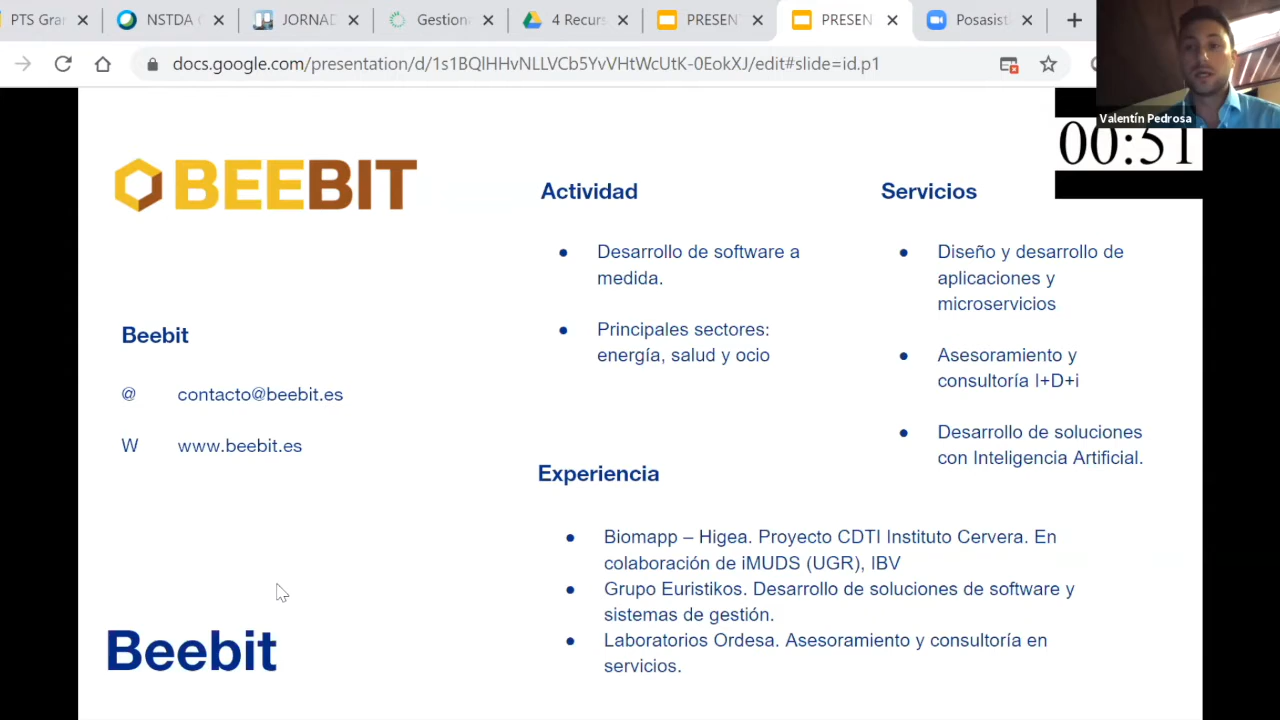 PTS Gran
NSTDA
JORNAD
Gestiona
4 Recurs
PRESEN
PRESEN
Posasist
docs.google.com/presentation/d/1s1BQlHHvNLLVCb5YvVHtWcUtK-0EokXJ/edit#slide=id.p1
Valentín Pedrosa
00:51
BEEBIT
Beebit
@ contacto@beebit.es
W www.beebit.es
Beebit
Actividad
● Desarrollo de software a
medida.
● Principales sectores:
energía, salud y ocio
Servicios
● Diseño y desarrollo de
aplicaciones y
microservicios
● Asesoramiento y
consultoría I+D+i
● Desarrollo de soluciones
con Inteligencia Artificial.
Experiencia
● Biomapp – Higea. Proyecto CDTI Instituto Cervera. En
colaboración de iMUDS (UGR), IBV
● Grupo Euristikos. Desarrollo de soluciones de software y
sistemas de gestión.
● Laboratorios Ordesa. Asesoramiento y consultoría en
servicios.